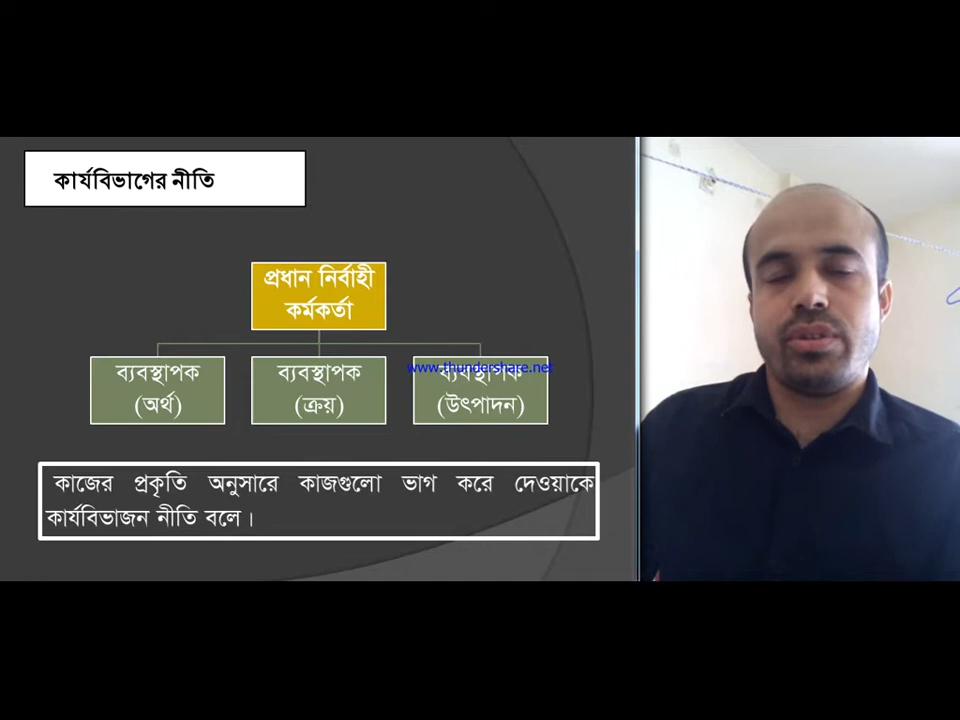 কার্যবিভাগের নীতি
প্রধান নির্বাহী
কর্মকর্তা
ব্যবস্থাপক
(অর্থ)
ব্যবস্থাপক
(ক্রয়)
ব্যবস্থাপক
(উৎপাদন)
www.thundershare.net
কাজের প্রকৃতি অনুসারে কাজগুলো ভাগ করে দেওয়াকে
কার্যবিভাজন নীতি বলে।